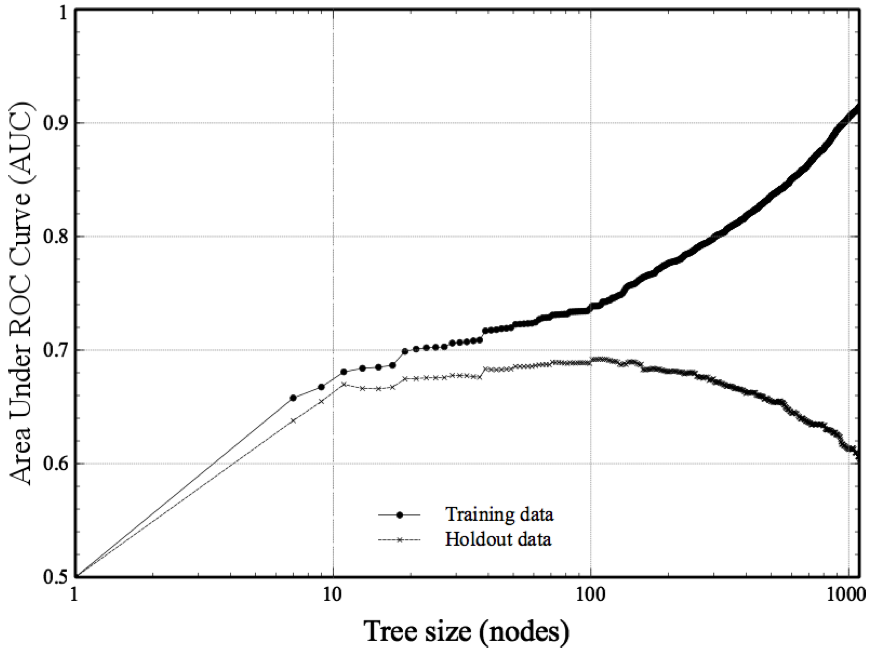 Area Under ROC Curve (AUC)
1
0.9
0.8
0.7
0.6
0.5
Training data
Holdout data
1 10 100 1000
Tree size (nodes)